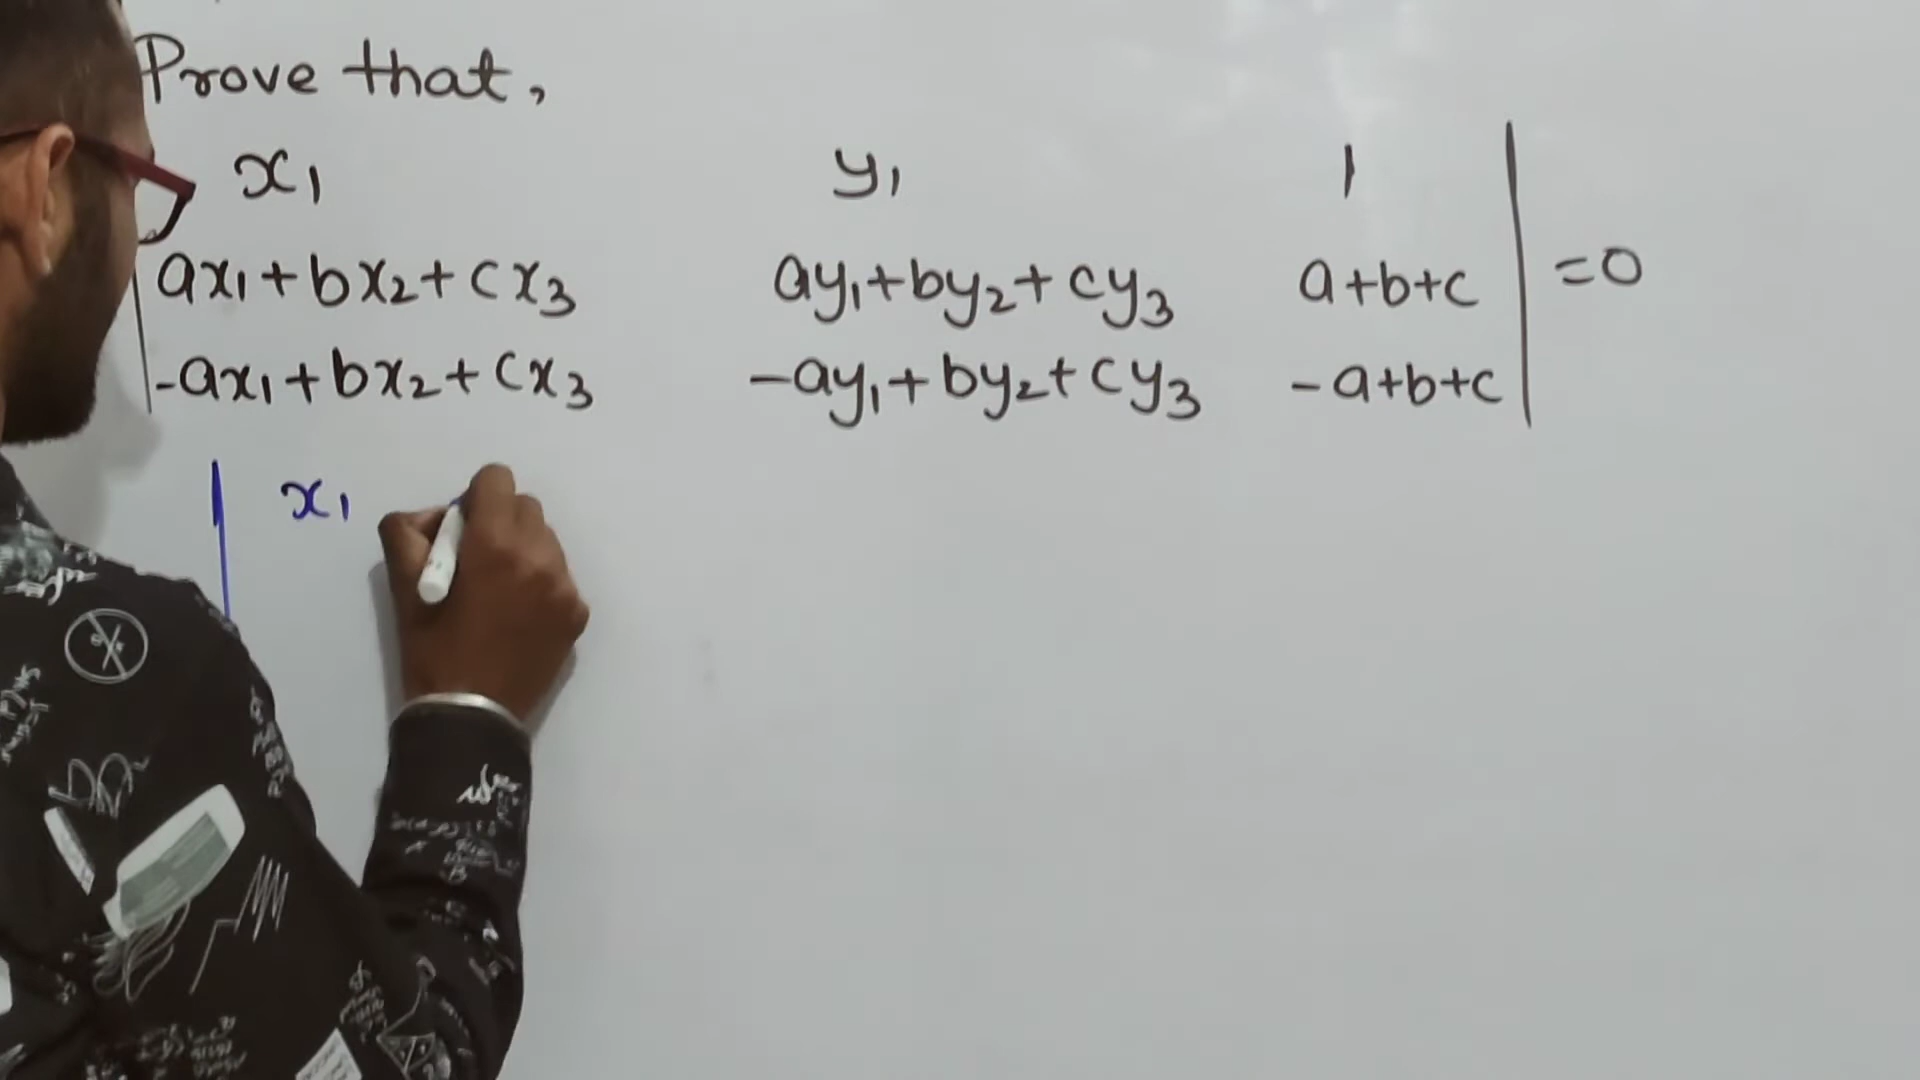 Prove that,
x₁ y₁ 1
ax₁+bx₂+cx₃ ay₁+by₂+cy₃ a+b+c =0
-ax₁+bx₂+cx₃ -ay₁+by₂+cy₃ -a+b+c
x₁